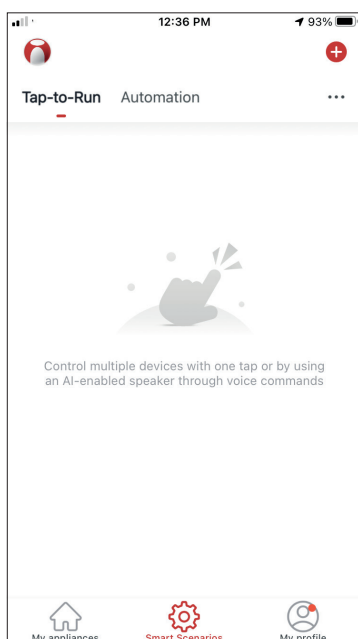 12:36 PM
93%
Tap-to-Run Automation
Control multiple devices with one tap or by using
an AI-enabled speaker through voice commands
My appliances Smart Scenarios My profile